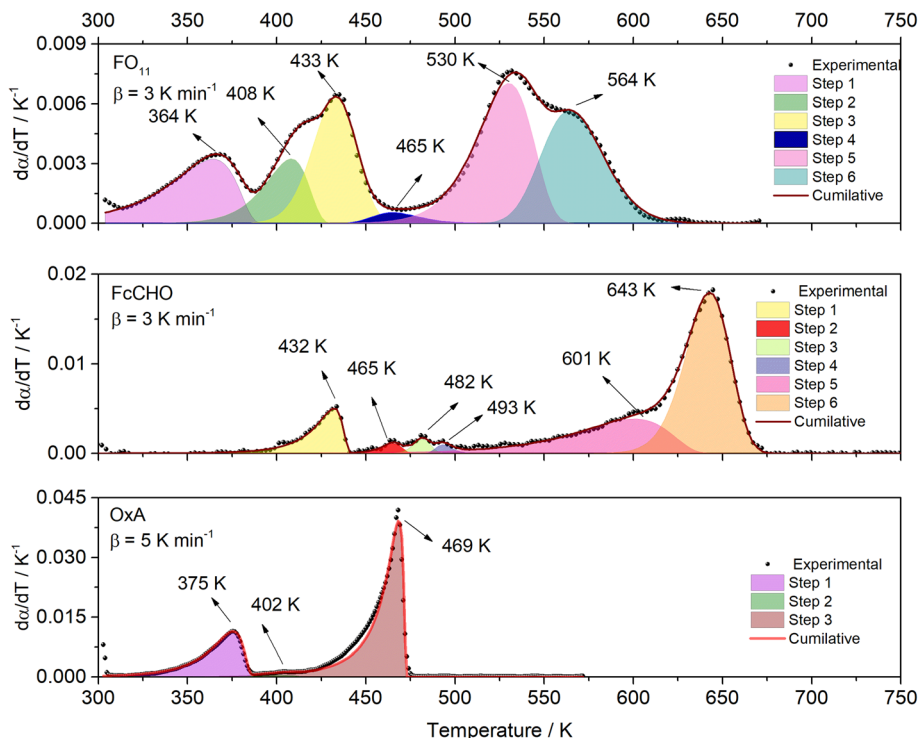 300 350 400 450 500 550 600 650 700 750
0.009
0.006
0.003
0.000
dα/dT / K⁻¹
FO₁₁
β = 3 K min⁻¹
364 K
408 K
433 K
465 K
530 K
564 K
Experimental
Step 1
Step 2
Step 3
Step 4
Step 5
Step 6
Cumilative
0.02
0.01
0.00
dα/dT / K⁻¹
FcCHO
β = 3 K min⁻¹
432 K
465 K
482 K
493 K
601 K
643 K
Experimental
Step 1
Step 2
Step 3
Step 4
Step 5
Step 6
Cumilative
0.045
0.030
0.015
0.000
dα/dT / K⁻¹
OxA
β = 5 K min⁻¹
375 K
402 K
469 K
Experimental
Step 1
Step 2
Step 3
Cumilative
300 350 400 450 500 550 600 650 700 750
Temperature / K